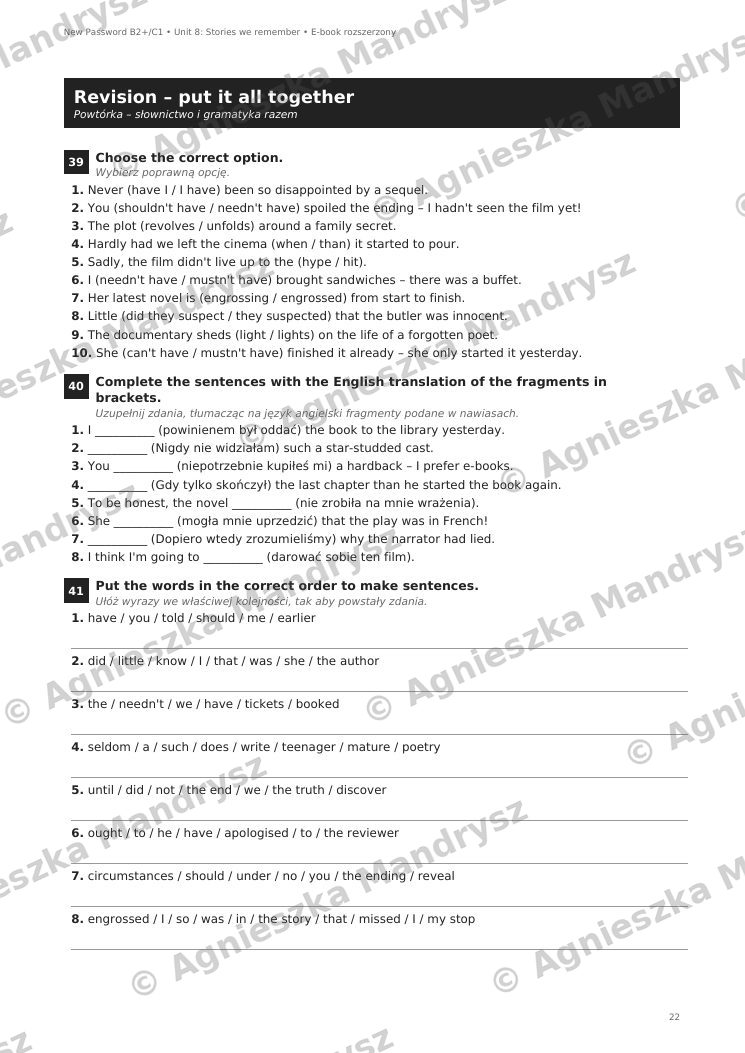 New Password B2+/C1 • Unit 8: Stories we remember • E-book rozszerzony
Revision – put it all together
Powtórka – słownictwo i gramatyka razem
39 Choose the correct option.
Wybierz poprawną opcję.
1. Never (have I / I have) been so disappointed by a sequel.
2. You (shouldn't have / needn't have) spoiled the ending – I hadn't seen the film yet!
3. The plot (revolves / unfolds) around a family secret.
4. Hardly had we left the cinema (when / than) it started to pour.
5. Sadly, the film didn't live up to the (hype / hit).
6. I (needn't have / mustn't have) brought sandwiches – there was a buffet.
7. Her latest novel is (engrossing / engrossed) from start to finish.
8. Little (did they suspect / they suspected) that the butler was innocent.
9. The documentary sheds (light / lights) on the life of a forgotten poet.
10. She (can't have / mustn't have) finished it already – she only started it yesterday.
40 Complete the sentences with the English translation of the fragments in
brackets.
Uzupełnij zdania, tłumacząc na język angielski fragmenty podane w nawiasach.
1. I __________ (powinienem był oddać) the book to the library yesterday.
2. __________ (Nigdy nie widziałam) such a star-studded cast.
3. You __________ (niepotrzebnie kupiłeś mi) a hardback – I prefer e-books.
4. __________ (Gdy tylko skończył) the last chapter than he started the book again.
5. To be honest, the novel __________ (nie zrobiła na mnie wrażenia).
6. She __________ (mogła mnie uprzedzić) that the play was in French!
7. __________ (Dopiero wtedy zrozumieliśmy) why the narrator had lied.
8. I think I'm going to __________ (darować sobie ten film).
41 Put the words in the correct order to make sentences.
Ułóż wyrazy we właściwej kolejności, tak aby powstały zdania.
1. have / you / told / should / me / earlier
2. did / little / know / I / that / was / she / the author
3. the / needn't / we / have / tickets / booked
4. seldom / a / such / does / write / teenager / mature / poetry
5. until / did / not / the end / we / the truth / discover
6. ought / to / he / have / apologised / to / the reviewer
7. circumstances / should / under / no / you / the ending / reveal
8. engrossed / I / so / was / in / the story / that / missed / I / my stop
22
© Agnieszka Mandrysz